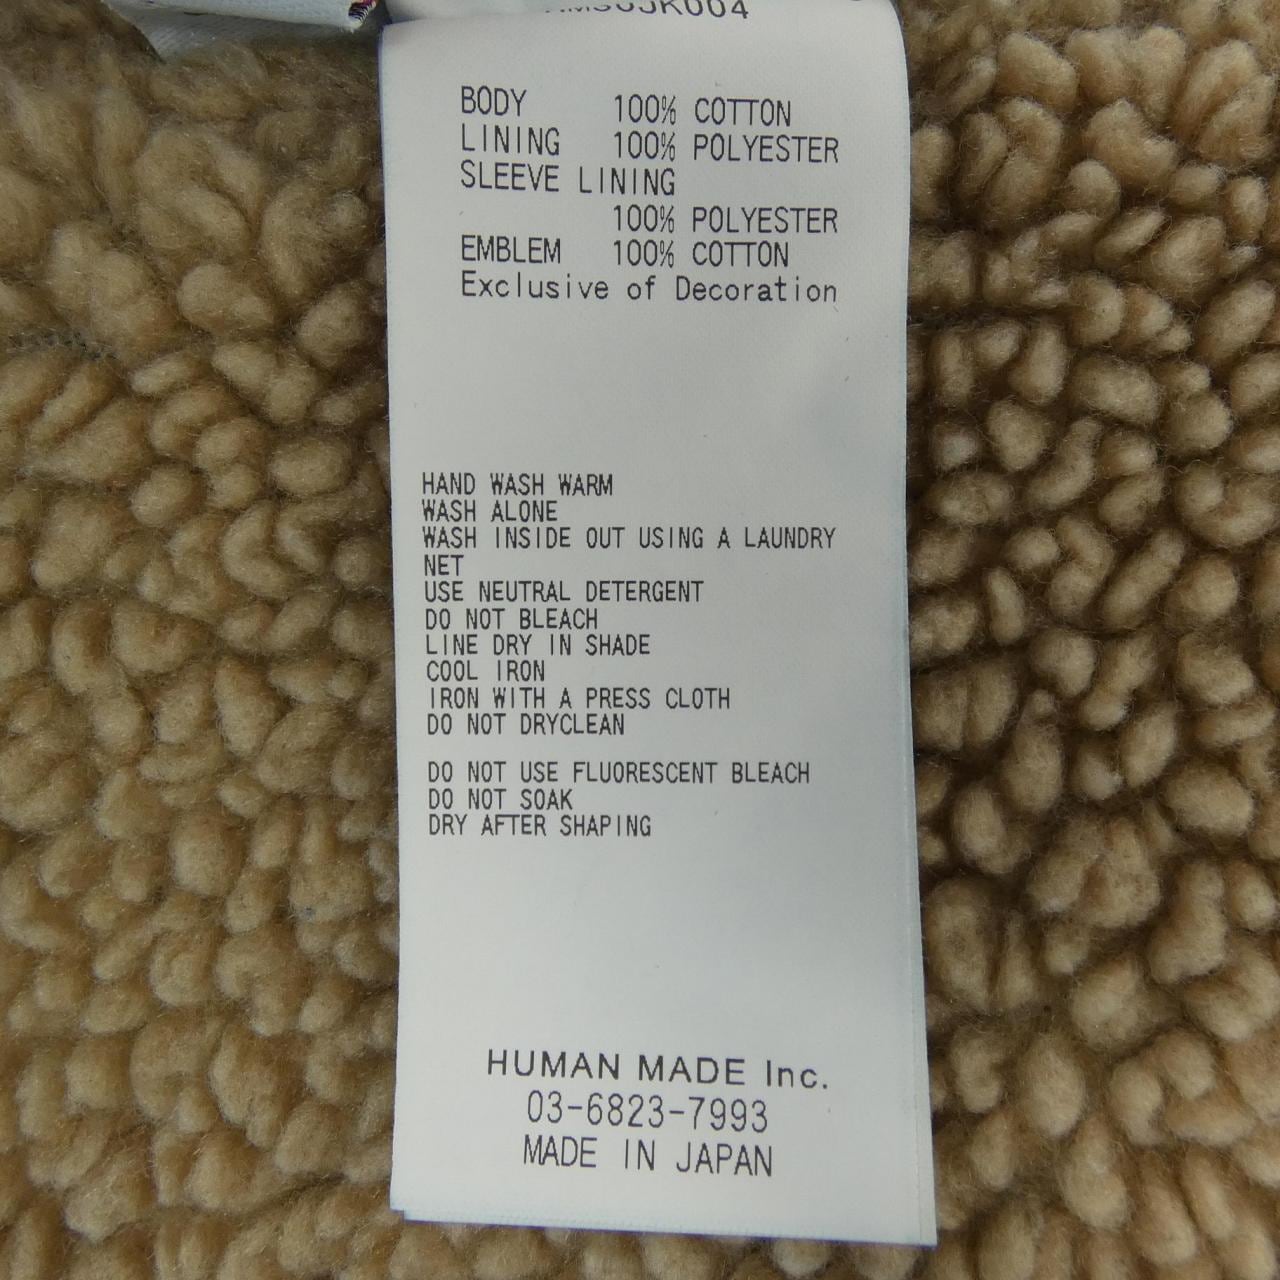 BODY 100% COTTON
LINING 100% POLYESTER
SLEEVE LINING
100% POLYESTER
EMBLEM 100% COTTON
Exclusive of Decoration
HAND WASH WARM
WASH ALONE
WASH INSIDE OUT USING A LAUNDRY
NET
USE NEUTRAL DETERGENT
DO NOT BLEACH
LINE DRY IN SHADE
COOL IRON
IRON WITH A PRESS CLOTH
DO NOT DRYCLEAN
DO NOT USE FLUORESCENT BLEACH
DO NOT SOAK
DRY AFTER SHAPING
HUMAN MADE Inc.
03-6823-7993
MADE IN JAPAN